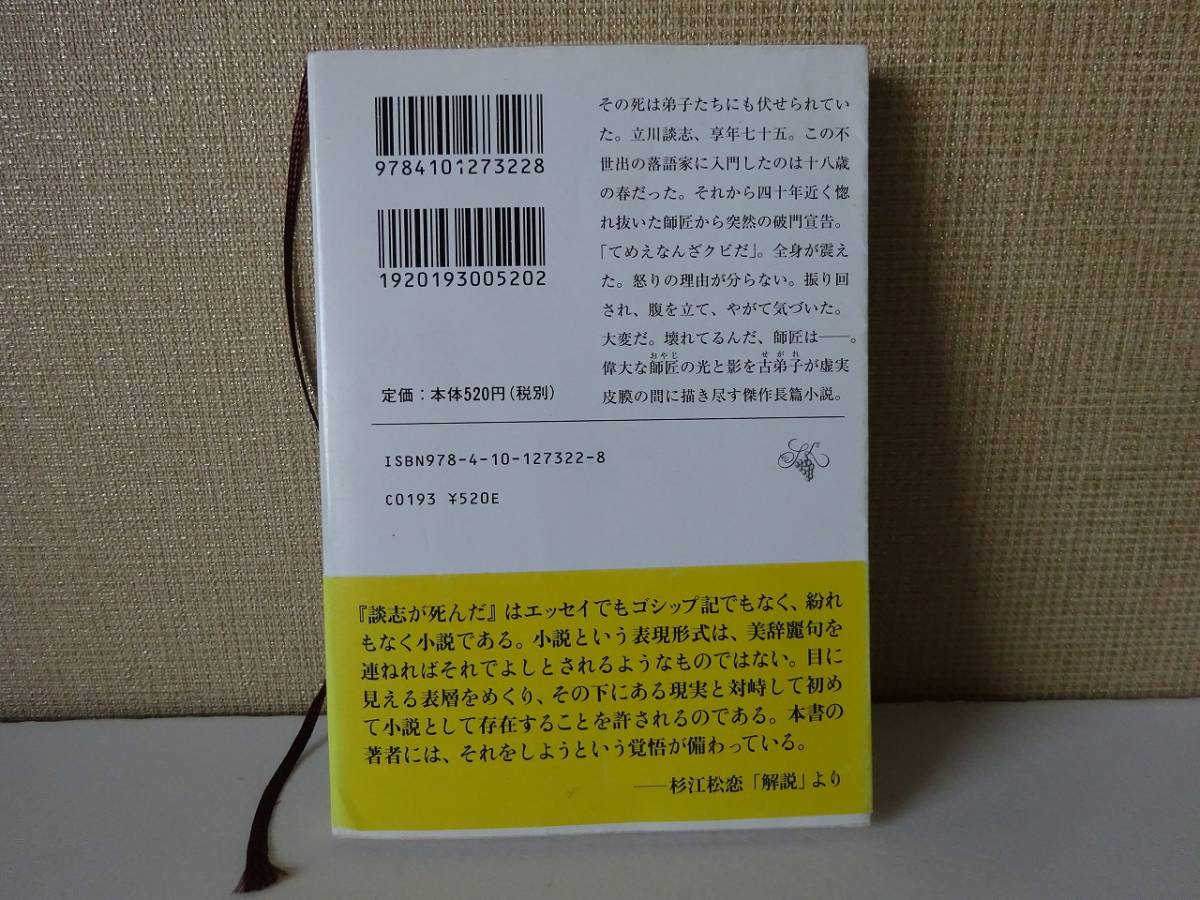 9784101273228
1920193005202
定価：本体520円（税別）
その死は弟子たちにも伏せられてい
た。立川談志、享年七十五。この不
世出の落語家に入門したのは十八歳
の春だった。それから四十年近く惚
れ抜いた師匠から突然の破門宣告。
「てめえなんざクビだ」。全身が震え
た。怒りの理由が分らない。振り回
され、腹を立て、やがて気づいた。
大変だ。壊れてるんだ、師匠は――。
おやじ せがれ
偉大な師匠の光と影を古弟子が虚実
皮膜の間に描き尽す傑作長篇小説。
ISBN978-4-10-127322-8
C0193 ¥520E
『談志が死んだ』はエッセイでもゴシップ記でもなく、紛れ
もなく小説である。小説という表現形式は、美辞麗句を
連ねればそれでよしとされるようなものではない。目に
見える表層をめくり、その下にある現実と対峙して初め
て小説として存在することを許されるのである。本書の
著者には、それをしようという覚悟が備わっている。
――杉江松恋「解説」より